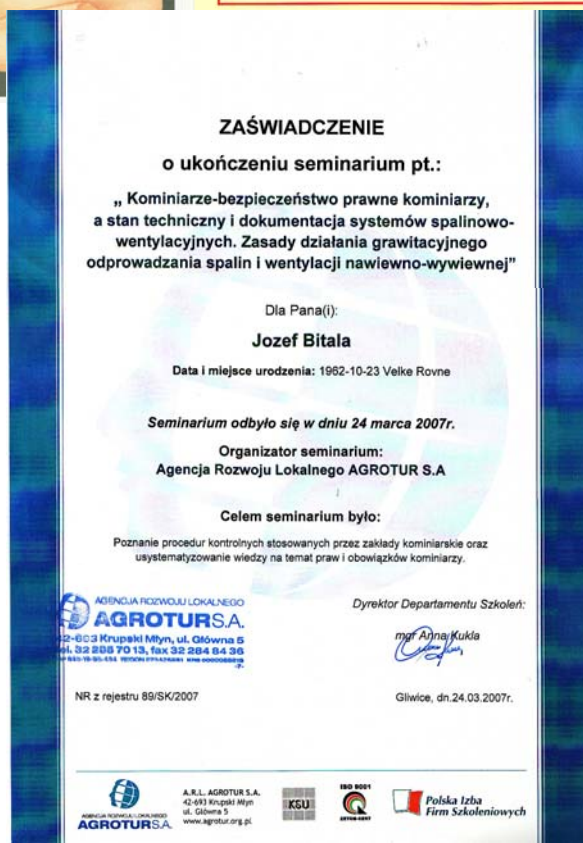 ZAŚWIADCZENIE
o ukończeniu seminarium pt.:
„ Kominiarze-bezpieczeństwo prawne kominiarzy,
a stan techniczny i dokumentacja systemów spalinowo-
wentylacyjnych. Zasady działania grawitacyjnego
odprowadzania spalin i wentylacji nawiewno-wywiewnej”
Dla Pana(i):
Jozef Bitala
Data i miejsce urodzenia: 1962-10-23 Velke Rovne
Seminarium odbyło się w dniu 24 marca 2007r.
Organizator seminarium:
Agencja Rozwoju Lokalnego AGROTUR S.A
Celem seminarium było:
Poznanie procedur kontrolnych stosowanych przez zakłady kominiarskie oraz
usystematyzowanie wiedzy na temat praw i obowiązków kominiarzy.
AGENCJA ROZWOJU LOKALNEGO
AGROTUR S.A.
2-693 Krupski Młyn, ul. Główna 5
el. 32 285 70 13, fax 32 284 84 36
-7-
Dyrektor Departamentu Szkoleń:
mgr Anna Kukla
NR z rejestru 89/SK/2007
Gliwice, dn.24.03.2007r.
AGENCJA ROZWOJU LOKALNEGO
AGROTUR S.A.
A.R.L. AGROTUR S.A.
42-693 Krupski Młyn
ul. Główna 5
www.agrotur.org.pl
KSU
ISO 9001
Polska Izba
Firm Szkoleniowych